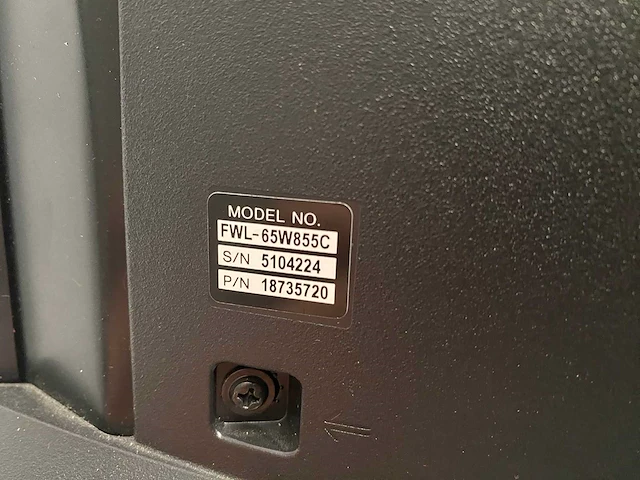 MODEL NO.
FWL-65W855C
S/N 5104224
P/N 18735720